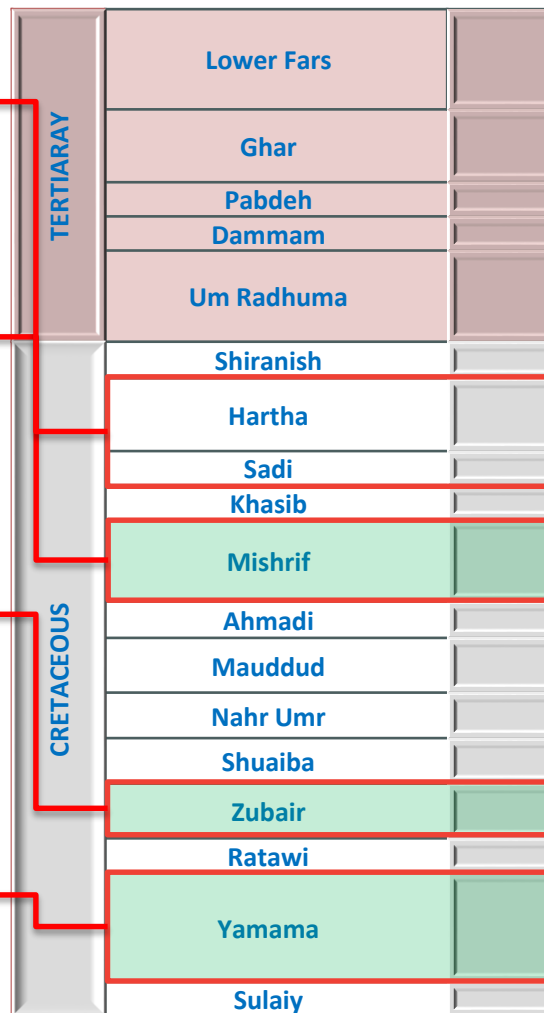 TERTIARAY
Lower Fars
Ghar
Pabdeh
Dammam
Um Radhuma
CRETACEOUS
Shiranish
Hartha
Sadi
Khasib
Mishrif
Ahmadi
Mauddud
Nahr Umr
Shuaiba
Zubair
Ratawi
Yamama
Sulaiy